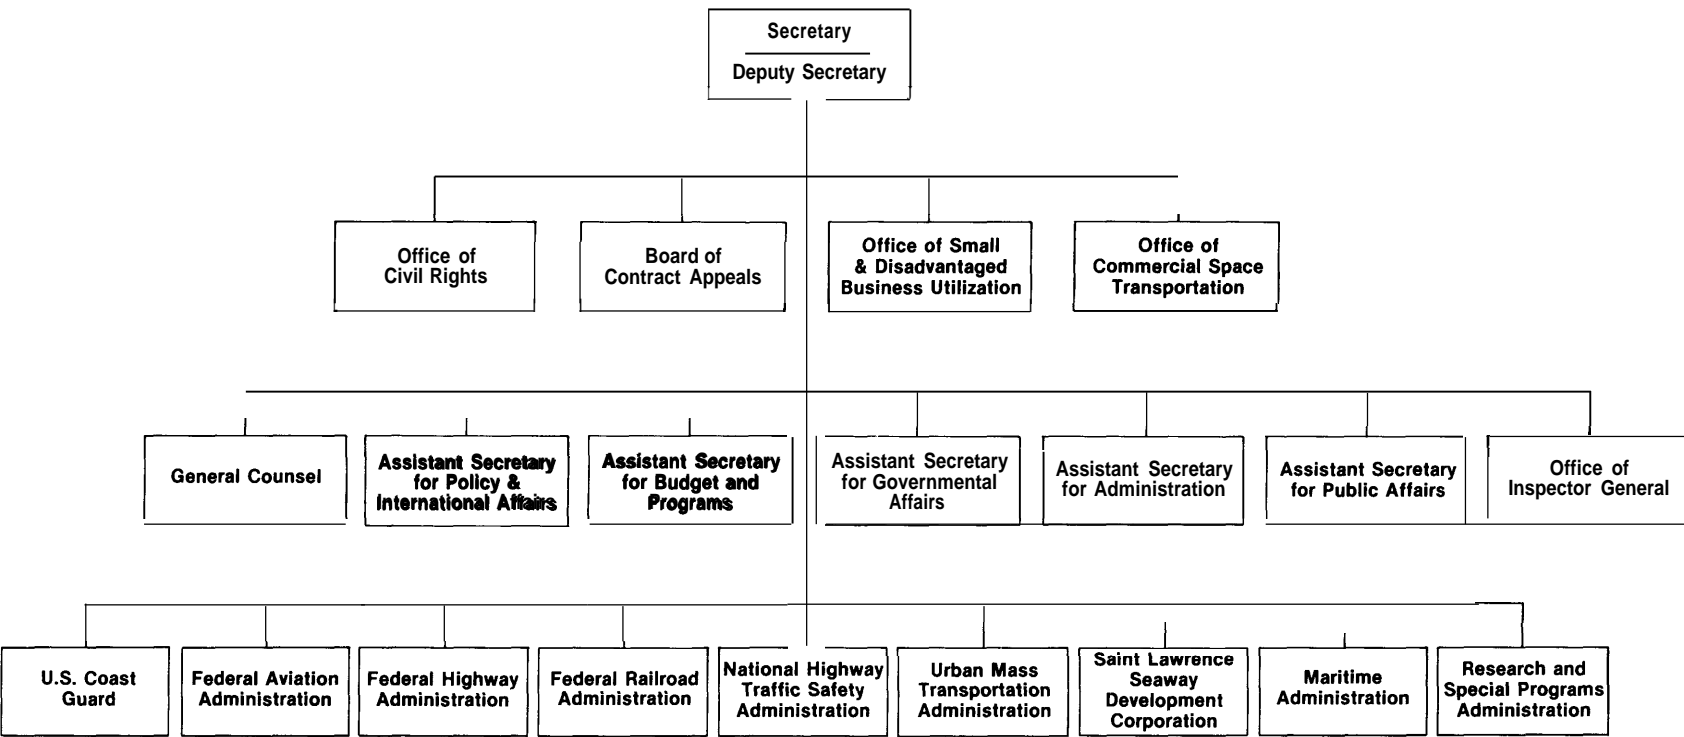 Secretary
Deputy Secretary
Office of
Civil Rights
Board of
Contract Appeals
Office of Small
& Disadvantaged
Business Utilization
Office of
Commercial Space
Transportation
General Counsel
Assistant Secretary
for Policy &
International Affairs
Assistant Secretary
for Budget and
Programs
Assistant Secretary
for Governmental
Affairs
Assistant Secretary
for Administration
Assistant Secretary
for Public Affairs
Office of
Inspector General
U.S. Coast
Guard
Federal Aviation
Administration
Federal Highway
Administration
Federal Railroad
Administration
National Highway
Traffic Safety
Administration
Urban Mass
Transportation
Administration
Saint Lawrence
Seaway
Development
Corporation
Maritime
Administration
Research and
Special Programs
Administration